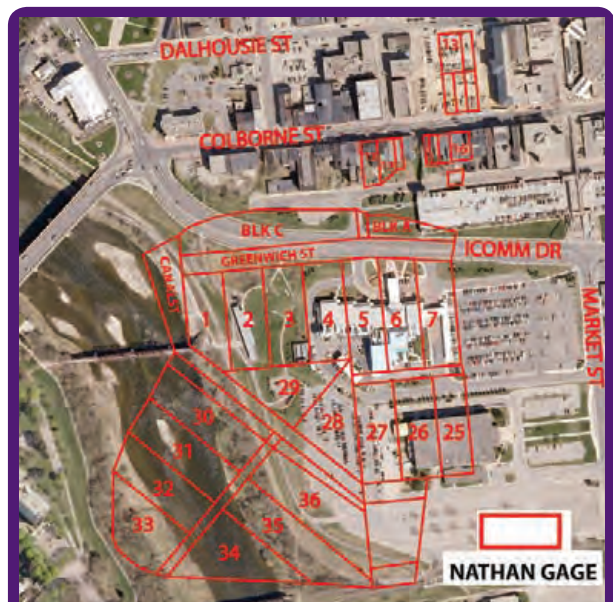 DALHOUSIE ST
13
COLBORNE ST
BLK C
GREENWICH ST
ICOMM DR
CANAL ST
MARKET ST
1
2
3
4
5
6
7
29
28
27
26
25
30
31
32
33
34
35
36
NATHAN GAGE